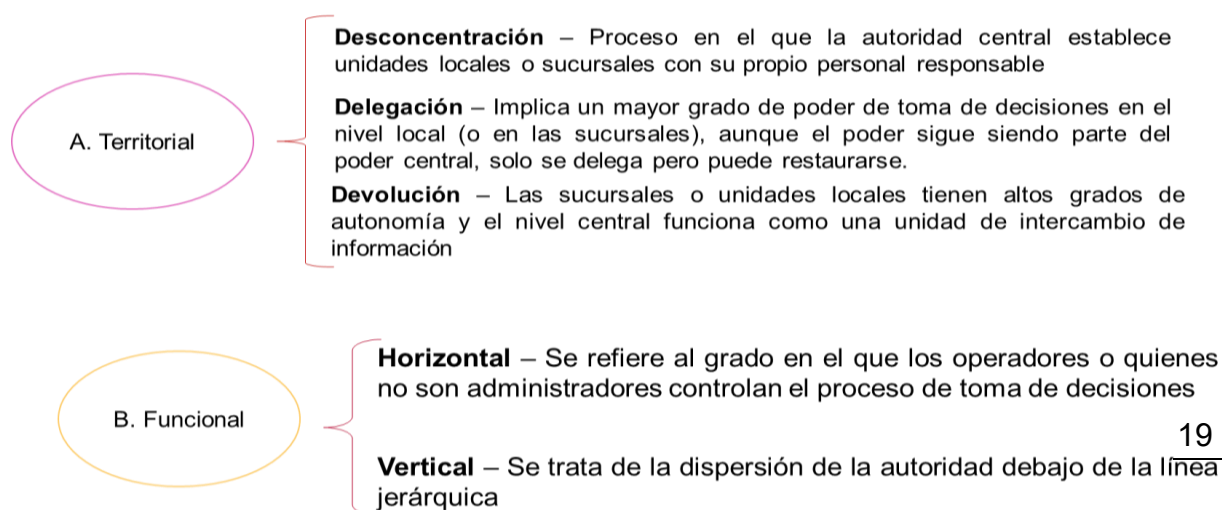 A. Territorial
Desconcentración – Proceso en el que la autoridad central establece
unidades locales o sucursales con su propio personal responsable
Delegación – Implica un mayor grado de poder de toma de decisiones en el
nivel local (o en las sucursales), aunque el poder sigue siendo parte del
poder central, solo se delega pero puede restaurarse.
Devolución – Las sucursales o unidades locales tienen altos grados de
autonomía y el nivel central funciona como una unidad de intercambio de
información
B. Funcional
Horizontal – Se refiere al grado en el que los operadores o quienes
no son administradores controlan el proceso de toma de decisiones
19
Vertical – Se trata de la dispersión de la autoridad debajo de la línea
jerárquica